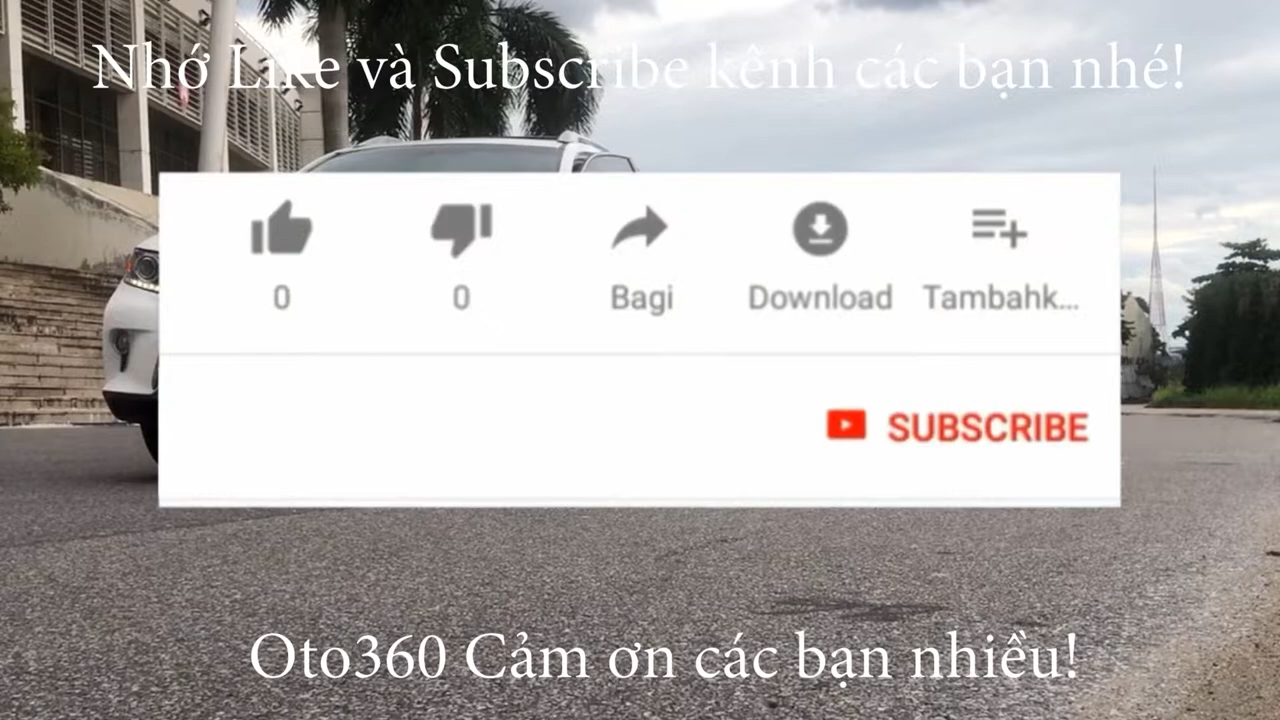 Nhớ Like và Subscribe kênh các bạn nhé!
0 0 Bagi Download Tambahk...
SUBSCRIBE
Oto360 Cảm ơn các bạn nhiều!